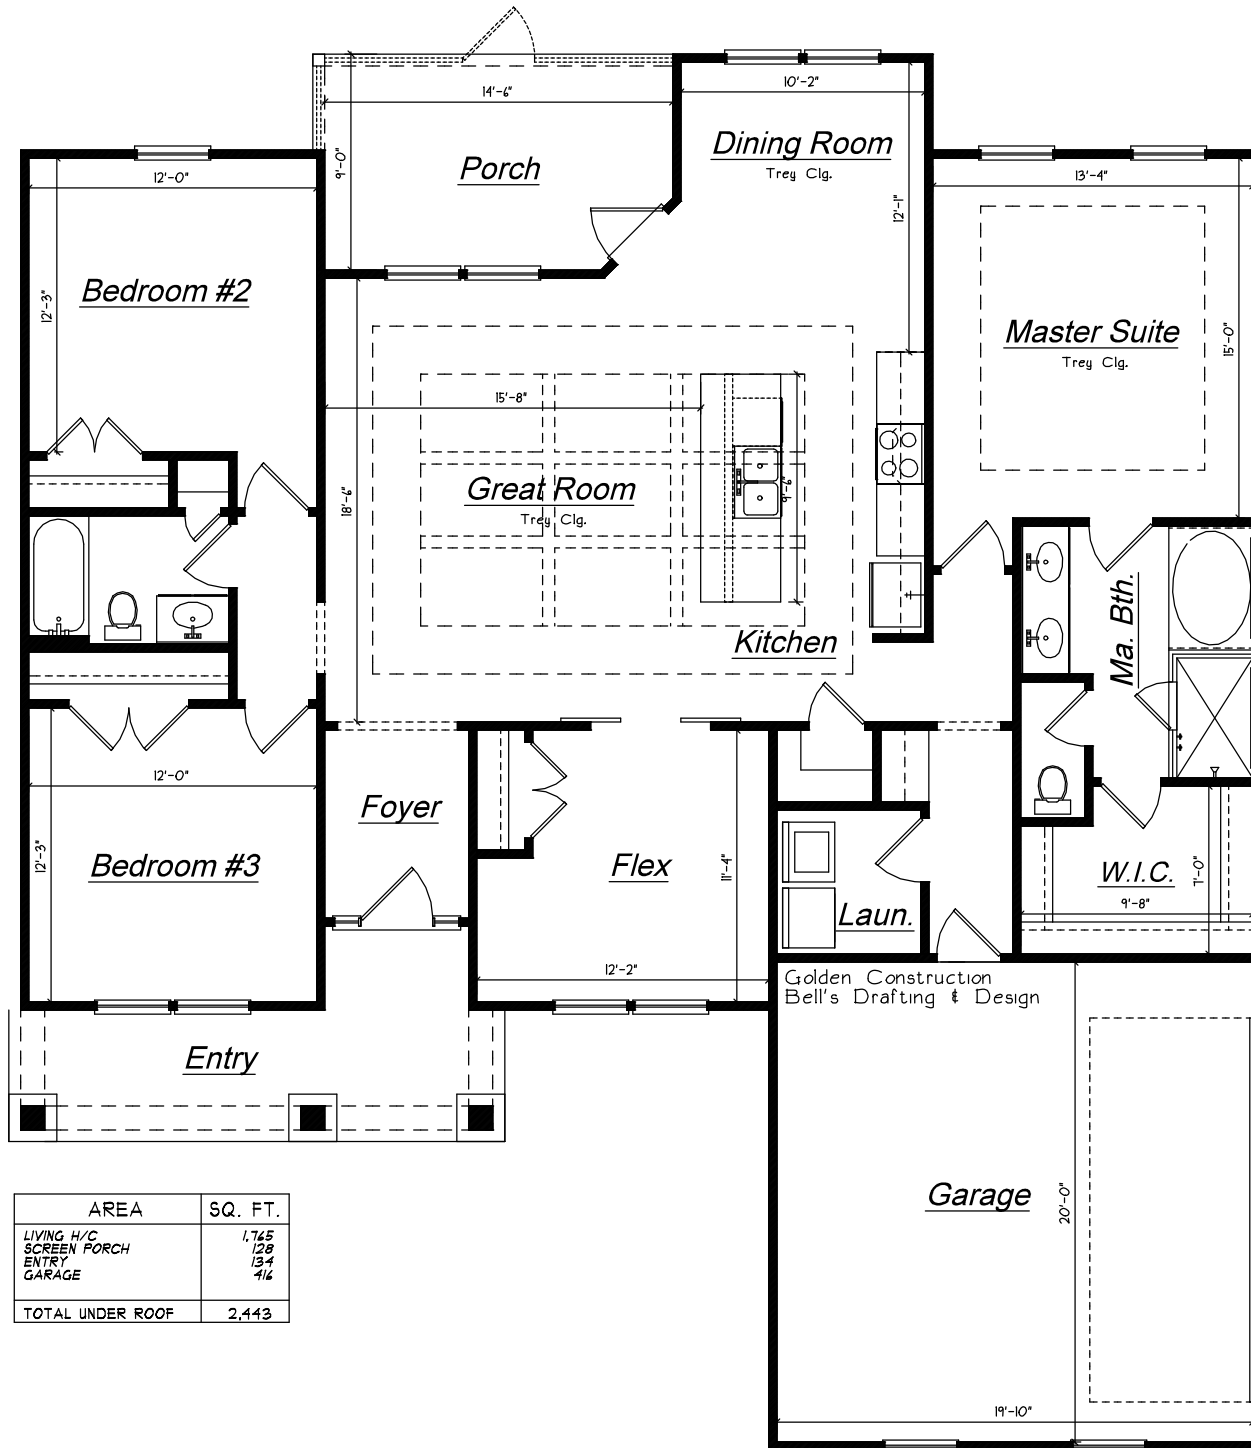 14'-6"
10'-2"
Dining Room
Trey Clg.
Porch
9'-0"
12'-0"
13'-4"
12'-1"
Bedroom #2
12'-3"
Master Suite
Trey Clg.
15'-0"
15'-8"
Great Room
Trey Clg.
18'-6"
9'-6"
Kitchen
Ma. Bth.
12'-0"
Foyer
Bedroom #3
12'-3"
Flex
11'-4"
W.I.C.
7'-0"
9'-8"
Laun.
12'-2"
Golden Construction
Bell's Drafting & Design
Entry
Garage
20'-0"
19'-10"
AREA SQ. FT.
LIVING H/C 1,765
SCREEN PORCH 128
ENTRY 134
GARAGE 416
TOTAL UNDER ROOF 2,443